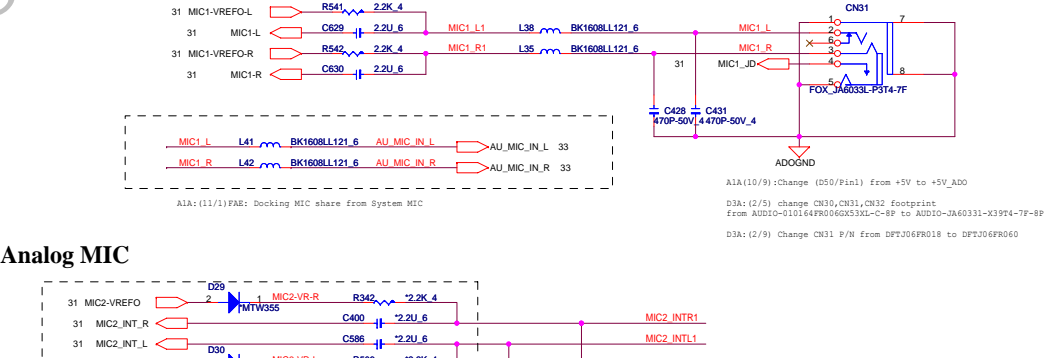 31 MIC1-VREFO-L R541 2.2K_4
31 MIC1-L C629 2.2U_6 MIC1_L1 L38 BK1608LL121_6 MIC1_L
31 MIC1-VREFO-R R542 2.2K_4 MIC1_R1 L35 BK1608LL121_6 MIC1_R
31 MIC1-R C630 2.2U_6
31 MIC1_JD
CN31
1
2
6
3
4
5
7
8
FOX_JA6033L-P3T4-7F
C428 C431
470P-50V_4 470P-50V_4
ADOGND
MIC1_L L41 BK1608LL121_6 AU_MIC_IN_L AU_MIC_IN_L 33
MIC1_R L42 BK1608LL121_6 AU_MIC_IN_R AU_MIC_IN_R 33
A1A:(11/1)FAE: Docking MIC share from System MIC
A1A(10/9):Change (D50/Pin1) from +5V to +5V_ADO
D3A:(2/5) change CN30,CN31,CN32 footprint
from AUDIO-010164FR006GX53XL-C-8P to AUDIO-JA60331-X39T4-7F-8P
D3A:(2/9) Change CN31 P/N from DFTJ06FR018 to DFTJ06FR060
Analog MIC
D29
31 MIC2-VREFO 2 1 MIC2-VR-R R342 *2.2K_4
*MTW355
31 MIC2_INT_R C400 *2.2U_6 MIC2_INTR1
31 MIC2_INT_L C586 *2.2U_6 MIC2_INTL1
D30